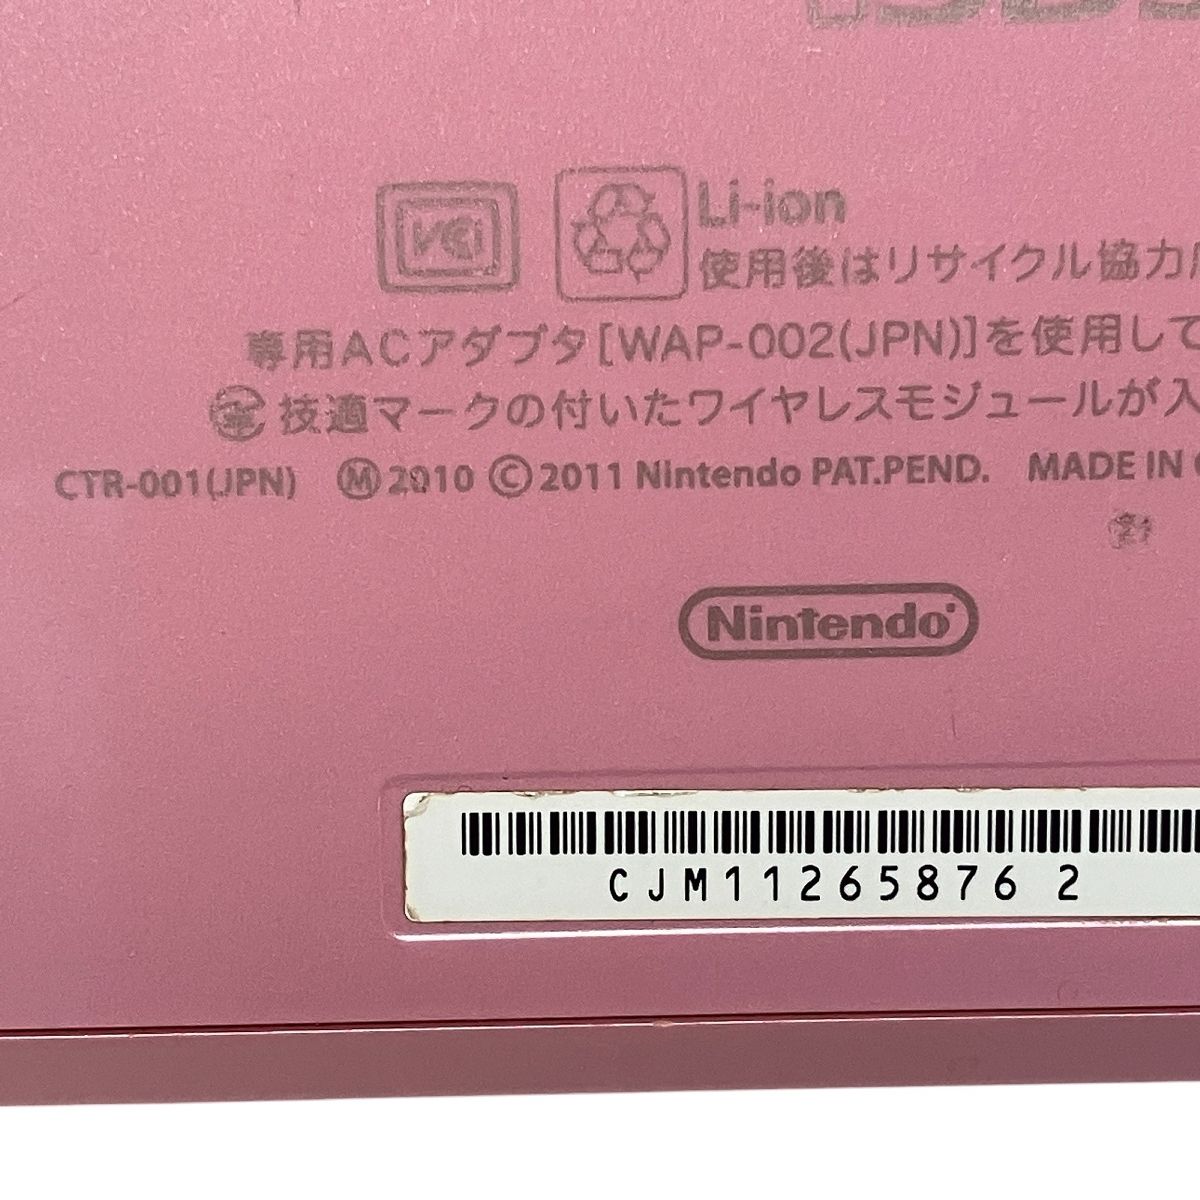 VCCI
Li-ion
使用後はリサイクル協力
専用ACアダプタ[WAP-002(JPN)]を使用して
技適マークの付いたワイヤレスモジュールが入
CTR-001(JPN) Ⓜ2010 ©2011 Nintendo PAT.PEND. MADE IN
Nintendo
CJM11265876 2